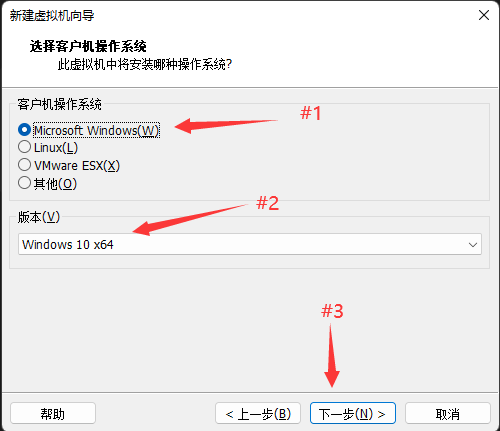 新建虚拟机向导
选择客户机操作系统
此虚拟机中将安装哪种操作系统?
客户机操作系统
#1
Microsoft Windows(W)
Linux(L)
VMware ESX(X)
其他(O)
#2
版本(V)
Windows 10 x64
#3
帮助
< 上一步(B)
下一步(N) >
取消